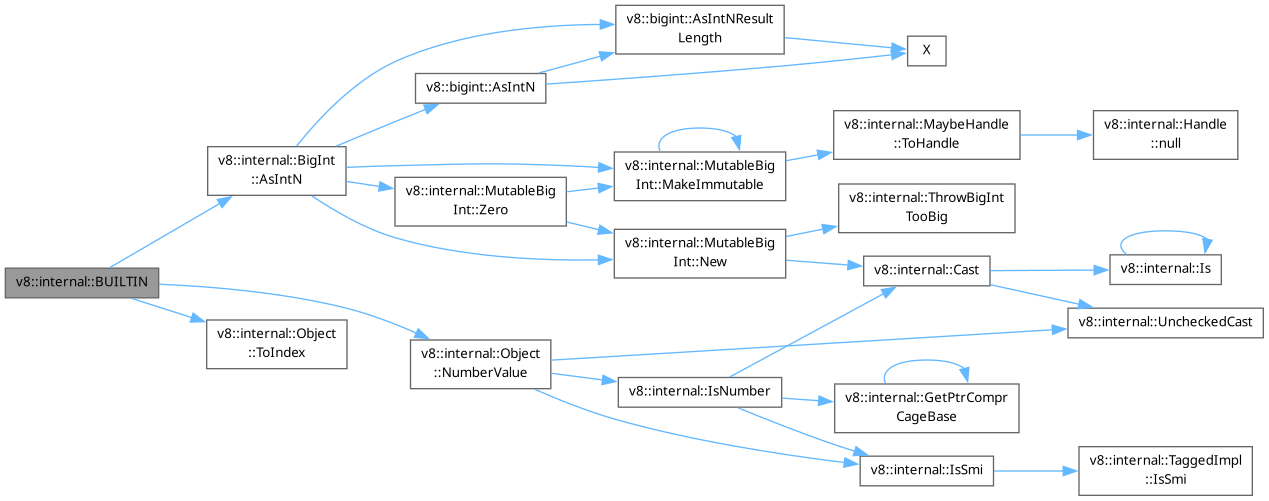 v8::internal::BUILTIN
v8::internal::BigInt
::AsIntN
v8::internal::Object
::ToIndex
v8::bigint::AsIntN
v8::internal::MutableBig
Int::Zero
v8::internal::Object
::NumberValue
v8::bigint::AsIntNResult
Length
v8::internal::MutableBig
Int::MakeImmutable
v8::internal::MutableBig
Int::New
v8::internal::IsNumber
X
v8::internal::MaybeHandle
::ToHandle
v8::internal::ThrowBigInt
TooBig
v8::internal::Cast
v8::internal::GetPtrCompr
CageBase
v8::internal::IsSmi
v8::internal::Handle
::null
v8::internal::Is
v8::internal::UncheckedCast
v8::internal::TaggedImpl
::IsSmi